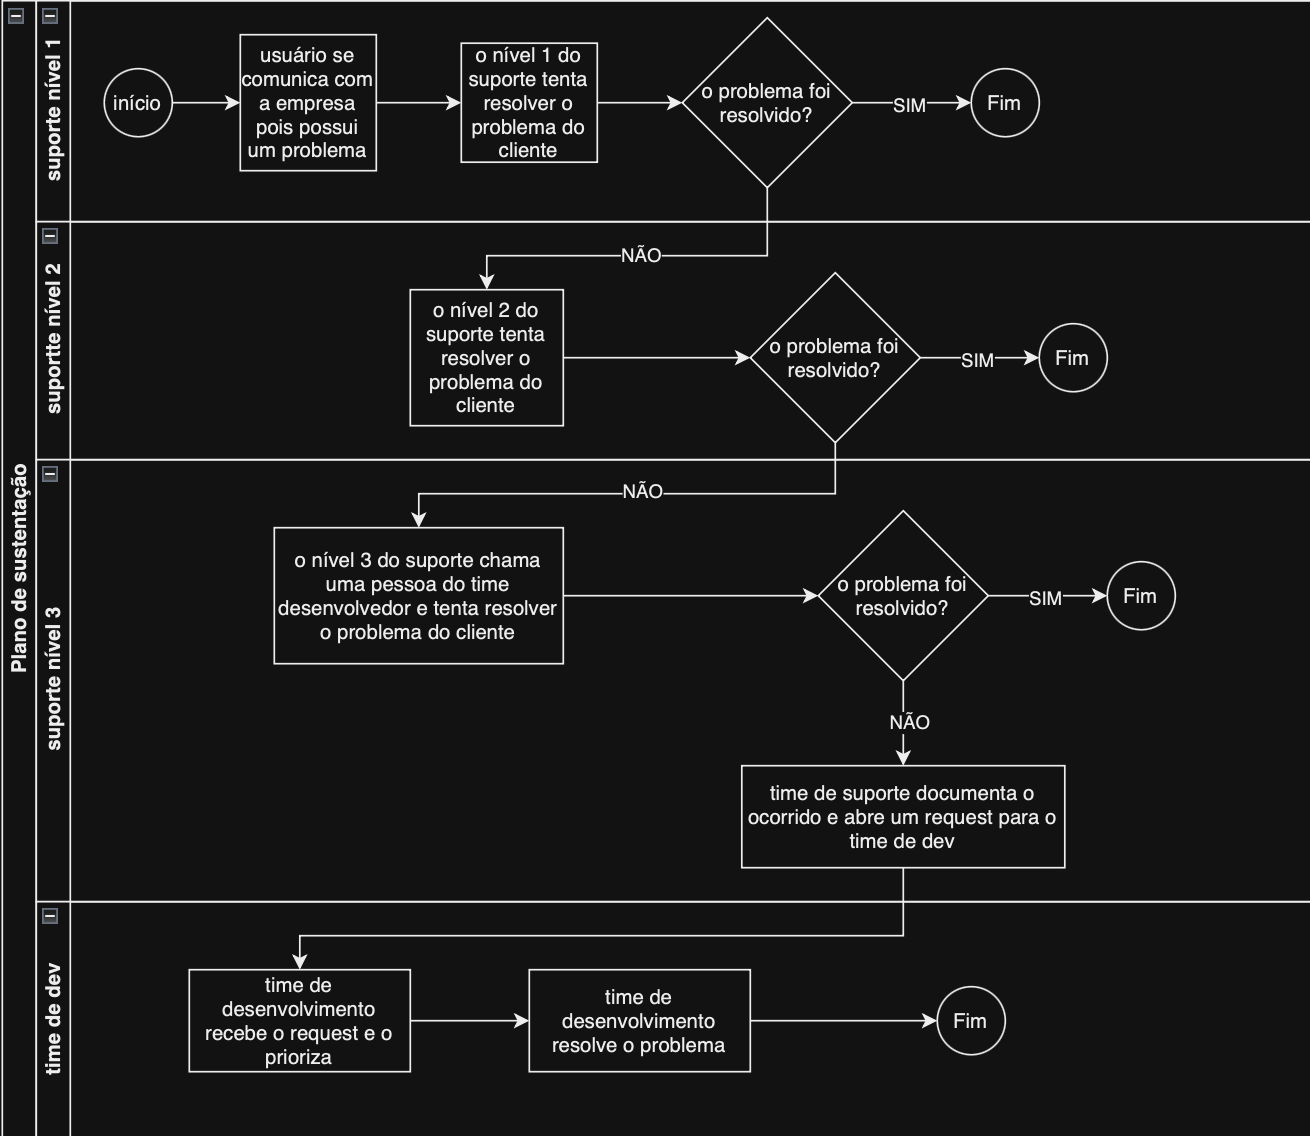 Plano de sustentação
suporte nível 1
início
usuário se
comunica com
a empresa
pois possui
um problema
o nível 1 do
suporte tenta
resolver o
problema do
cliente
o problema foi
resolvido?
SIM
Fim
NÃO
suporte nível 2
o nível 2 do
suporte tenta
resolver o
problema do
cliente
o problema foi
resolvido?
SIM
Fim
NÃO
suporte nível 3
o nível 3 do suporte chama
uma pessoa do time
desenvolvedor e tenta resolver
o problema do cliente
o problema foi
resolvido?
SIM
Fim
NÃO
time de suporte documenta o
ocorrido e abre um request para o
time de dev
time de dev
time de
desenvolvimento
recebe o request e o
prioriza
time de
desenvolvimento
resolve o problema
Fim